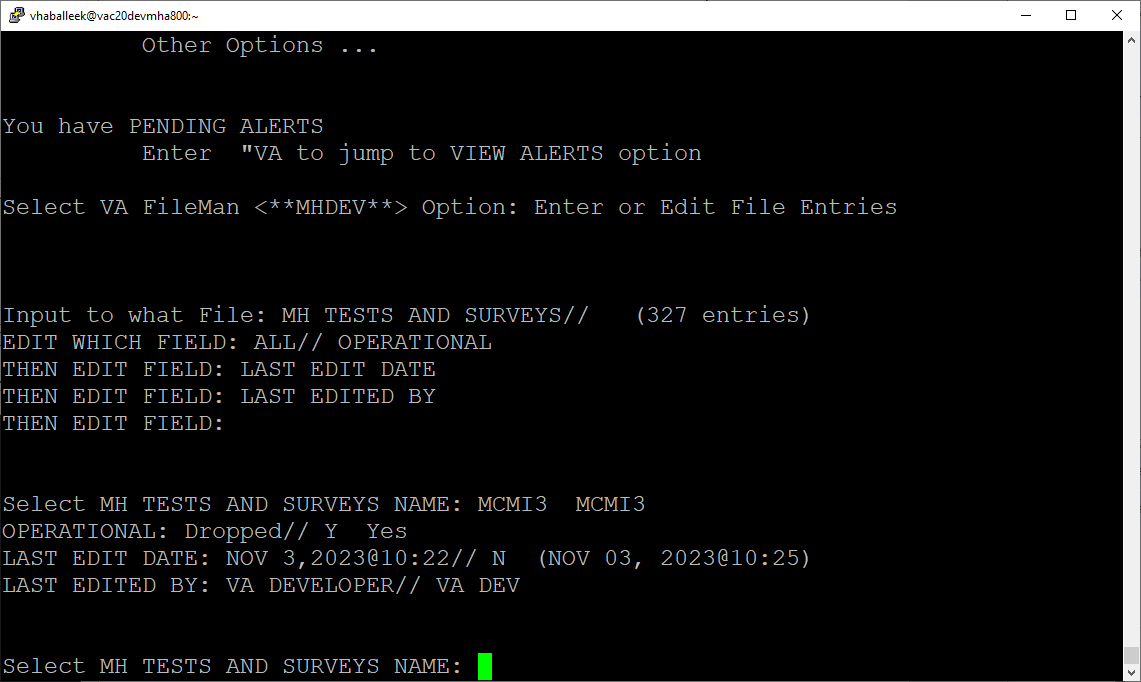 vhaballeek@vac20devmha800:~
Other Options ...
You have PENDING ALERTS
Enter  "VA to jump to VIEW ALERTS option
Select VA FileMan <**MHDEV**> Option: Enter or Edit File Entries
Input to what File: MH TESTS AND SURVEYS//   (327 entries)
EDIT WHICH FIELD: ALL// OPERATIONAL
THEN EDIT FIELD: LAST EDIT DATE
THEN EDIT FIELD: LAST EDITED BY
THEN EDIT FIELD:
Select MH TESTS AND SURVEYS NAME: MCMI3  MCMI3
OPERATIONAL: Dropped// Y  Yes
LAST EDIT DATE: NOV 3,2023@10:22// N  (NOV 03, 2023@10:25)
LAST EDITED BY: VA DEVELOPER// VA DEV
Select MH TESTS AND SURVEYS NAME: